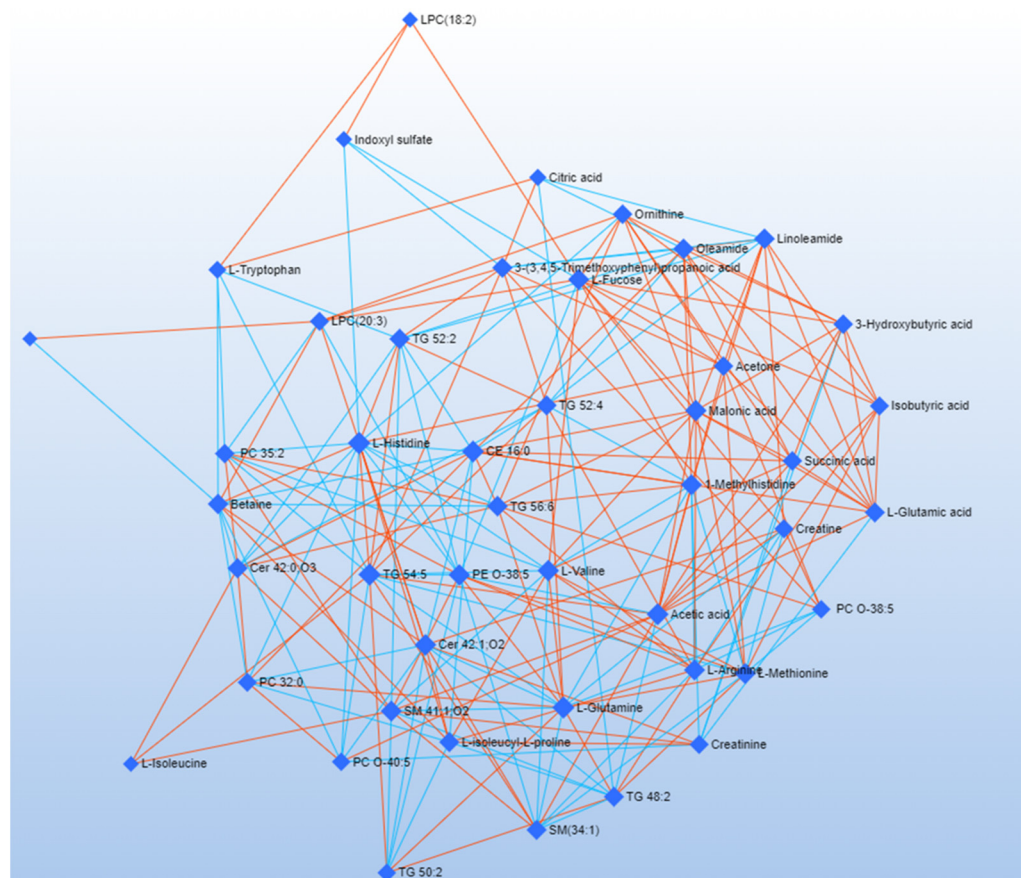 LPC(18:2)
Indoxyl sulfate
Citric acid
Ornithine
Linoleamide
Oleamide
3-(3,4,5-Trimethoxyphenyl)propanoic acid
L-Tryptophan
L-Fucose
LPC(20:3)
3-Hydroxybutyric acid
TG 52:2
Acetone
TG 52:4
Malonic acid
Isobutyric acid
L-Histidine
PC 35:2
CE 16:0
Succinic acid
1-Methylhistidine
Betaine
TG 56:6
L-Glutamic acid
Creatine
Cer 42:0;O3
TG 54:5
PE O-38:5
L-Valine
PC O-38:5
Acetic acid
Cer 42:1;O2
L-Arginine
L-Methionine
PC 32:0
SM 41:1;O2
L-Glutamine
L-isoleucyl-L-proline
Creatinine
L-Isoleucine
PC O-40:5
TG 48:2
SM(34:1)
TG 50:2